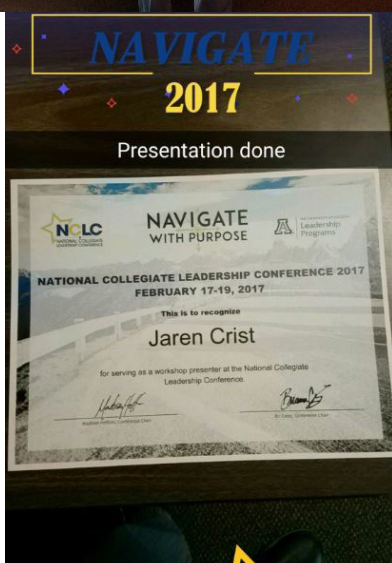 NAVIGATE
2017
Presentation done
NCLC
NATIONAL COLLEGIATE
LEADERSHIP CONFERENCE
NAVIGATE
WITH PURPOSE
A
Leadership
Programs
NATIONAL COLLEGIATE LEADERSHIP CONFERENCE 2017
FEBRUARY 17-19, 2017
This is to recognize
Jaren Crist
for serving as a workshop presenter at the National Collegiate
Leadership Conference.
Conference Chair
Conference Chair